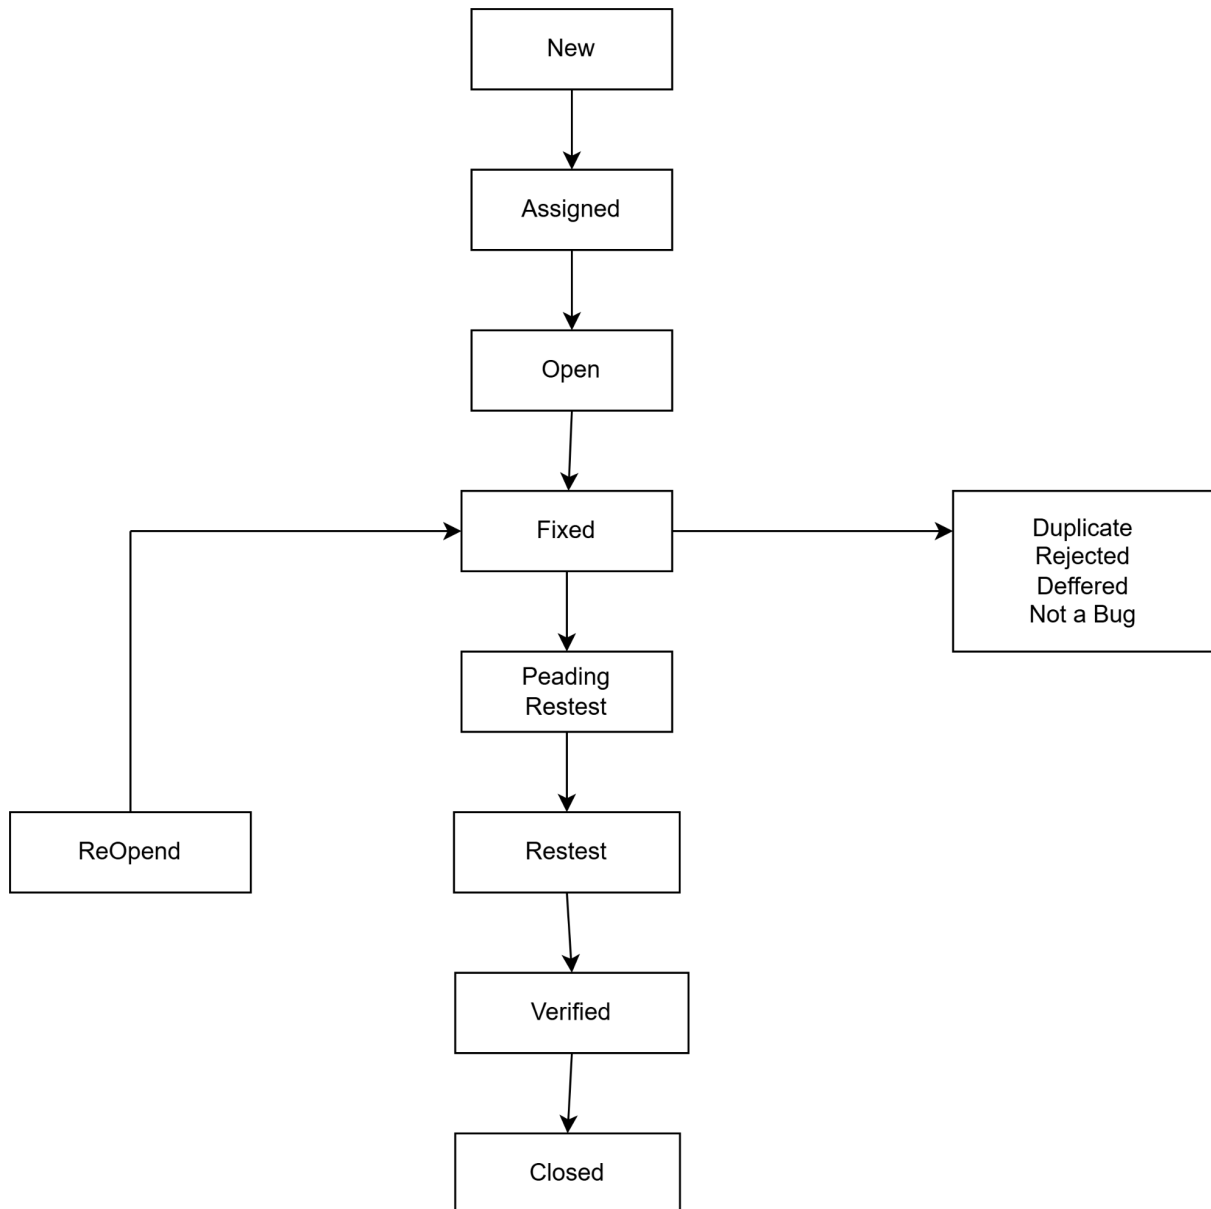 New
Assigned
Open
Fixed
Duplicate
Rejected
Deffered
Not a Bug
Peading
Restest
ReOpend
Restest
Verified
Closed